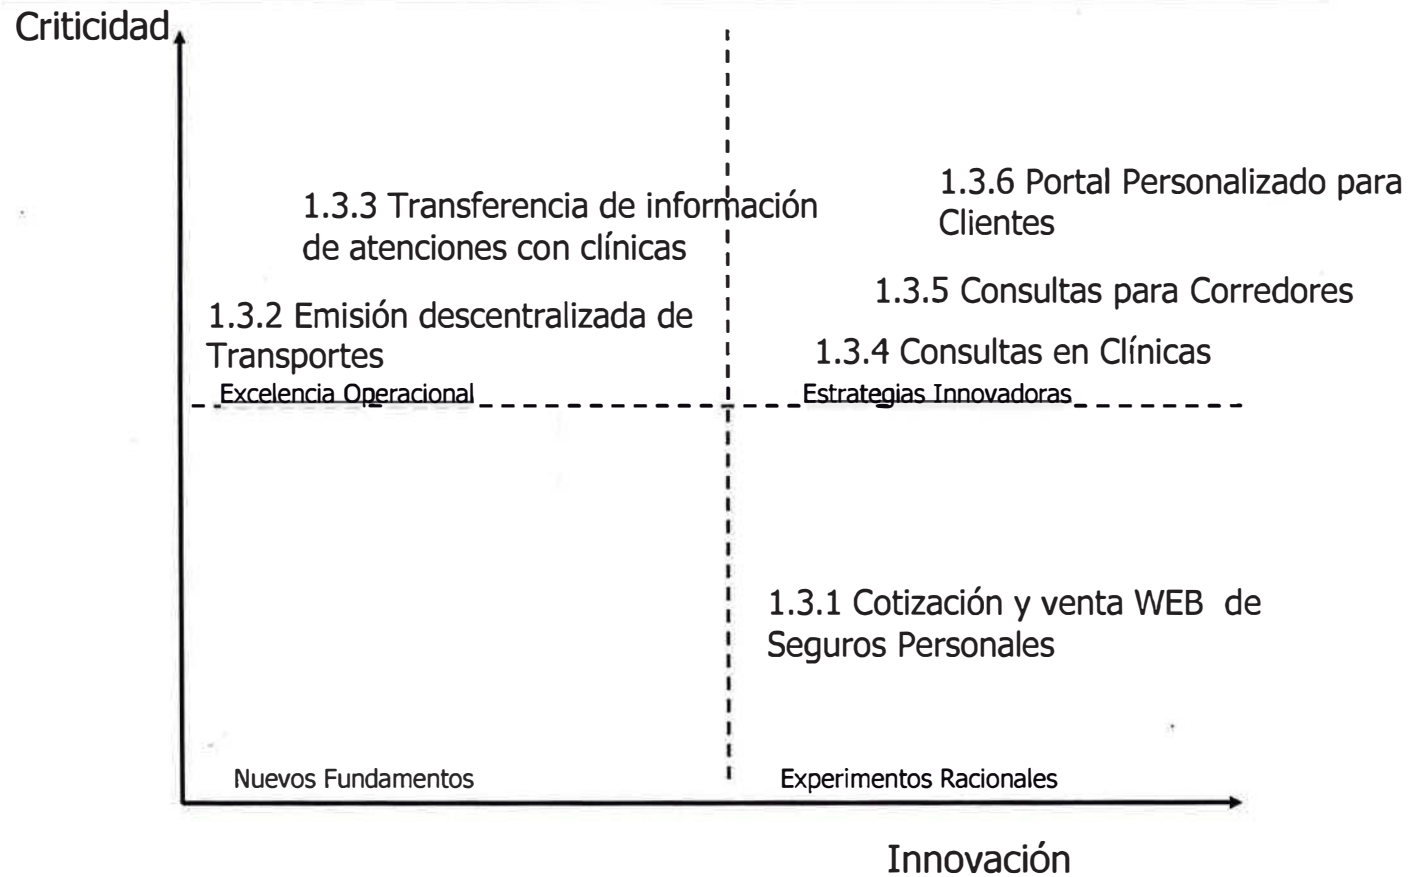 Criticidad
1.3.3 Transferencia de información
de atenciones con clínicas
1.3.2 Emisión descentralizada de
Transportes
Excelencia Operacional
1.3.6 Portal Personalizado para
Clientes
1.3.5 Consultas para Corredores
1.3.4 Consultas en Clínicas
Estrategias Innovadoras
1.3.1 Cotización y venta WEB de
Seguros Personales
Nuevos Fundamentos
Experimentos Racionales
Innovación